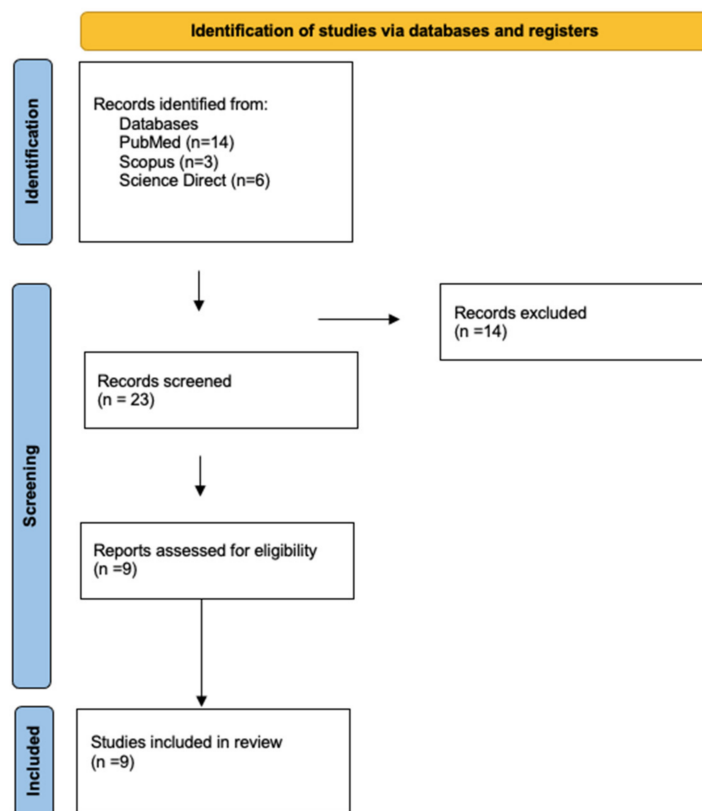 Identification of studies via databases and registers
Identification
Records identified from:
Databases
PubMed (n=14)
Scopus (n=3)
Science Direct (n=6)
Screening
Records excluded
(n =14)
Records screened
(n = 23)
Reports assessed for eligibility
(n =9)
Included
Studies included in review
(n =9)